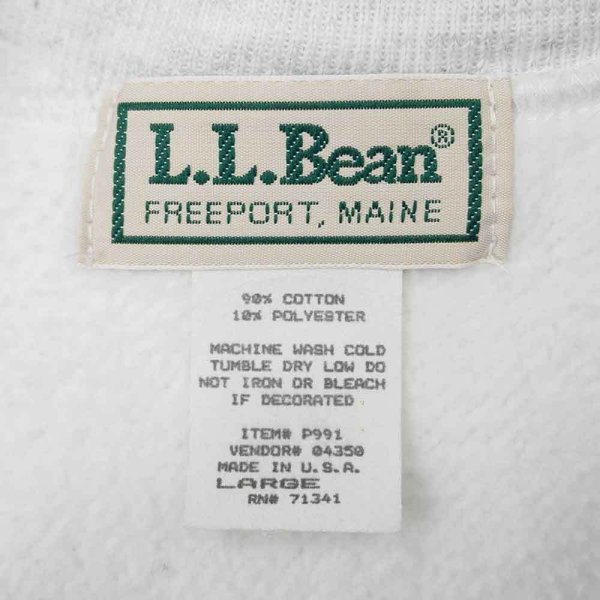 L.L.Bean®
FREEPORT, MAINE
90% COTTON
10% POLYESTER
MACHINE WASH COLD
TUMBLE DRY LOW DO
NOT IRON OR BLEACH
IF DECORATED
ITEM# P991
VENDOR# 04350
MADE IN U.S.A.
LARGE
RN# 71341